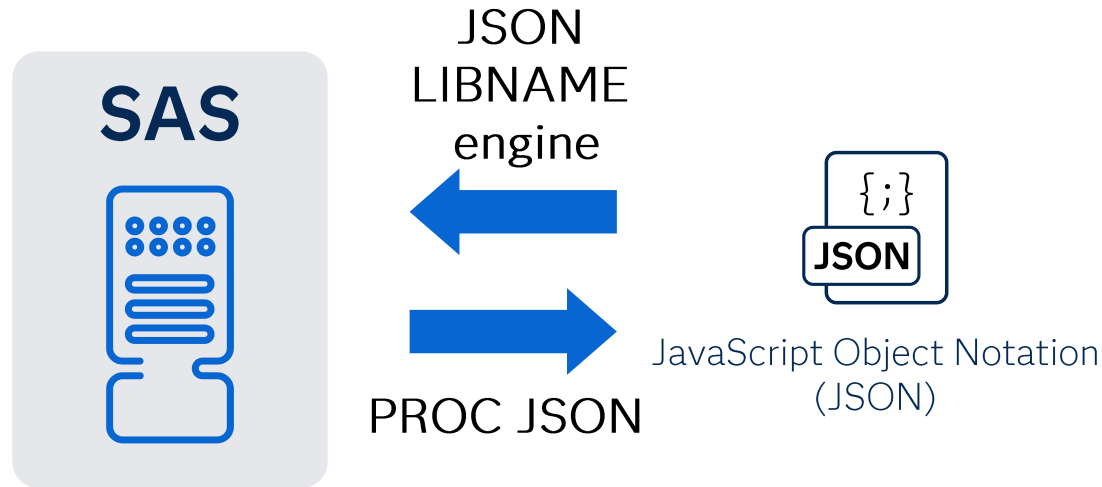 JSON
LIBNAME
engine
SAS
{;}
JSON
JavaScript Object Notation
(JSON)
PROC JSON